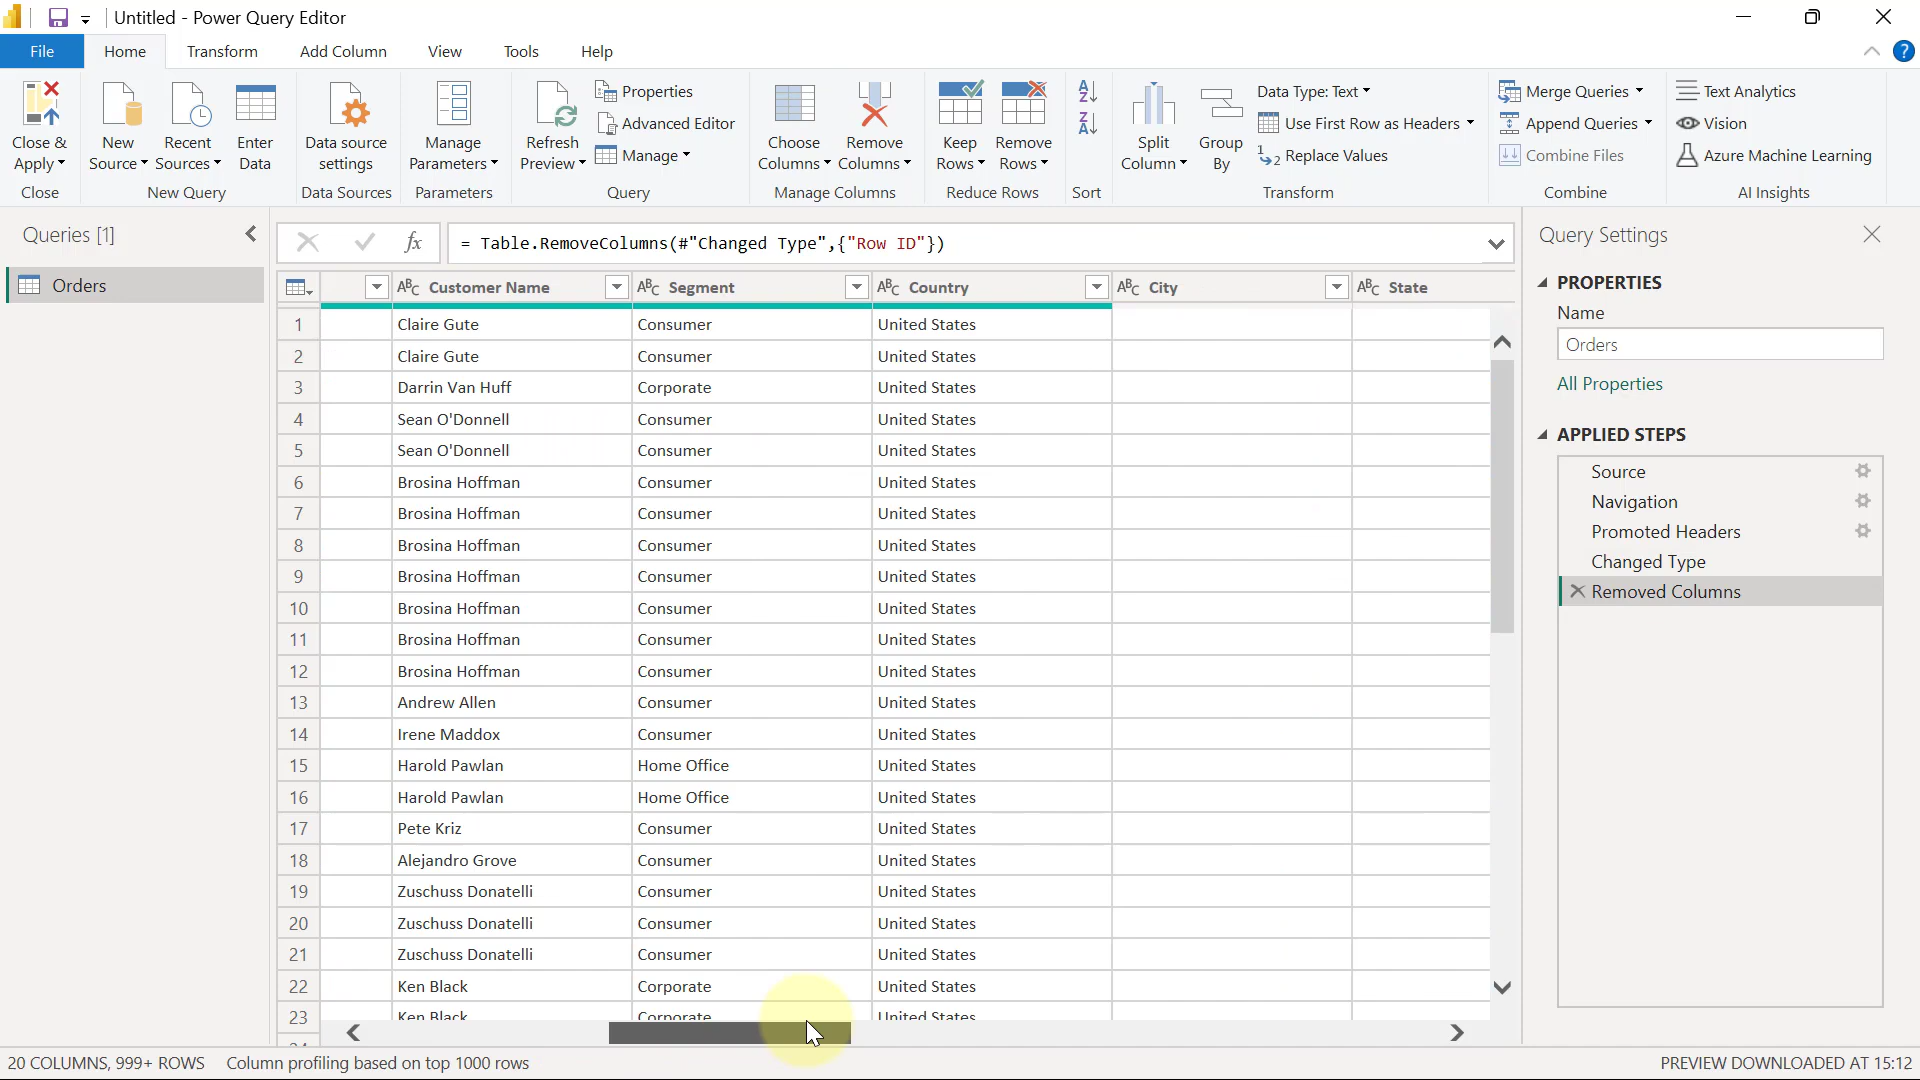 Untitled - Power Query Editor
File Home Transform Add Column View Tools Help
Close & Apply
Close
New Source
Recent Sources
Enter Data
New Query
Data source settings
Data Sources
Manage Parameters
Parameters
Refresh Preview
Properties
Advanced Editor
Manage
Query
Choose Columns
Remove Columns
Manage Columns
Keep Rows
Remove Rows
Reduce Rows
Sort
Split Column
Group By
Data Type: Text
Use First Row as Headers
Replace Values
Transform
Merge Queries
Append Queries
Combine Files
Combine
Text Analytics
Vision
Azure Machine Learning
AI Insights
Queries [1]
Orders
fx
= Table.RemoveColumns(#"Changed Type",{"Row ID"})
Customer Name Segment Country City State
1 Claire Gute Consumer United States
2 Claire Gute Consumer United States
3 Darrin Van Huff Corporate United States
4 Sean O'Donnell Consumer United States
5 Sean O'Donnell Consumer United States
6 Brosina Hoffman Consumer United States
7 Brosina Hoffman Consumer United States
8 Brosina Hoffman Consumer United States
9 Brosina Hoffman Consumer United States
10 Brosina Hoffman Consumer United States
11 Brosina Hoffman Consumer United States
12 Brosina Hoffman Consumer United States
13 Andrew Allen Consumer United States
14 Irene Maddox Consumer United States
15 Harold Pawlan Home Office United States
16 Harold Pawlan Home Office United States
17 Pete Kriz Consumer United States
18 Alejandro Grove Consumer United States
19 Zuschuss Donatelli Consumer United States
20 Zuschuss Donatelli Consumer United States
21 Zuschuss Donatelli Consumer United States
22 Ken Black Corporate United States
23 Ken Black Corporate United States
Query Settings
PROPERTIES
Name
Orders
All Properties
APPLIED STEPS
Source
Navigation
Promoted Headers
Changed Type
Removed Columns
20 COLUMNS, 999+ ROWS Column profiling based on top 1000 rows
PREVIEW DOWNLOADED AT 15:12